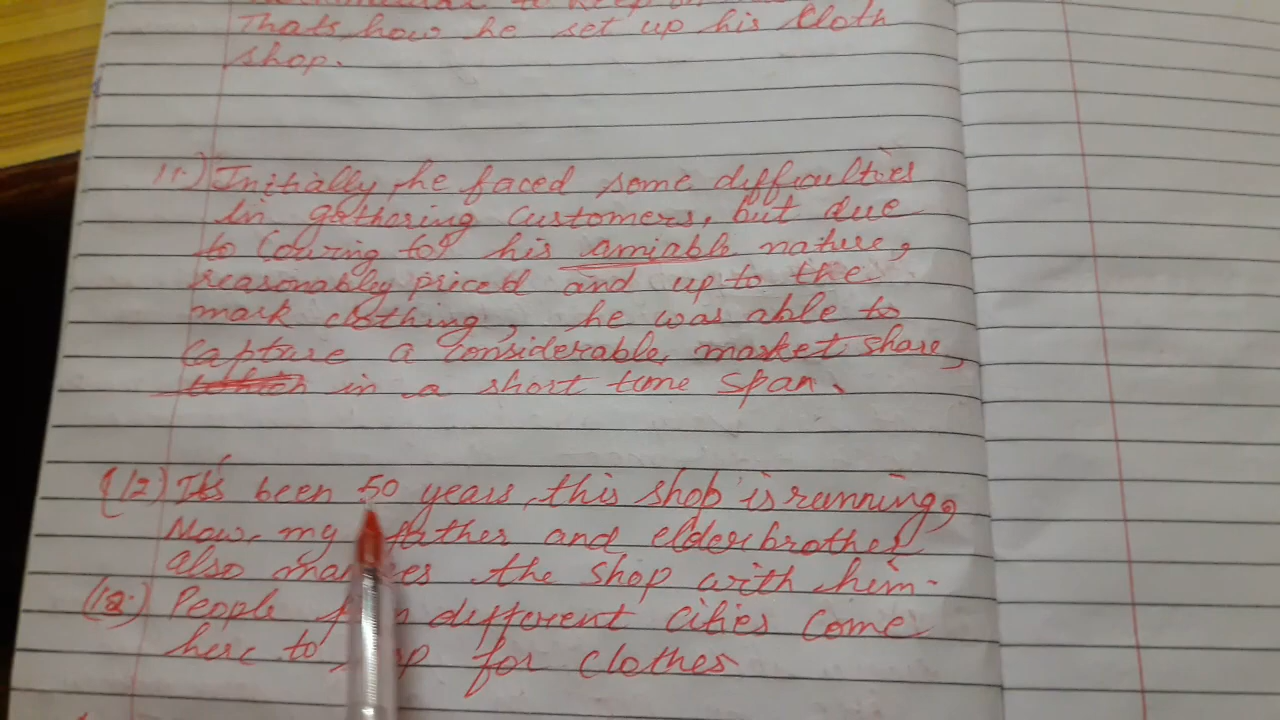 to keep
Thats, how he set up his cloth
shop.
11.) Initially, he faced some difficulties
in gathering customers, but due
to his amiable nature,
reasonably priced and up to the
mark clothing, he was able to
capture a considerable, market share,
in a short time span.
(12.) It's been 50 years, this shop is running,
Now, my father and elder brother
also the shop with him.
(12.) People different cities come
here to for clothes